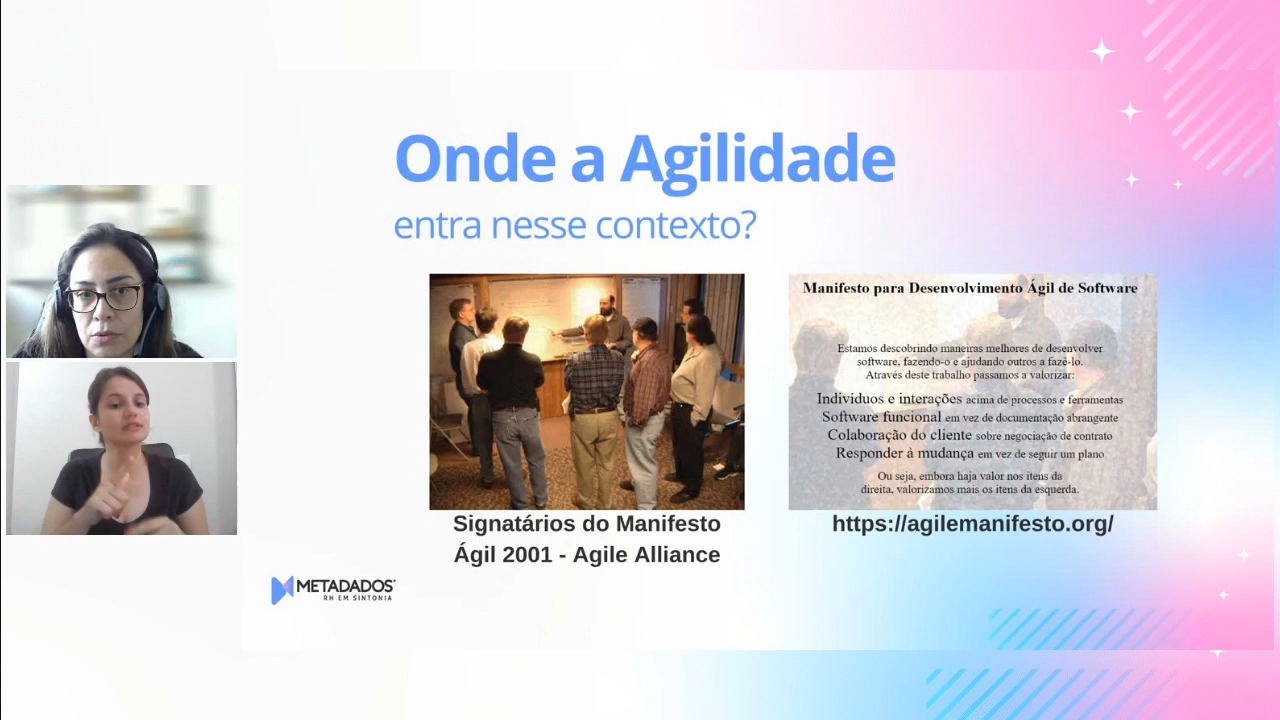 Onde a Agilidade
entra nesse contexto?
Manifesto para Desenvolvimento Ágil de Software
Estamos descobrindo maneiras melhores de desenvolver
software, fazendo-o e ajudando outros a fazê-lo.
Através deste trabalho passamos a valorizar:
Indivíduos e interações acima de processos e ferramentas
Software funcional em vez de documentação abrangente
Colaboração do cliente sobre negociação de contrato
Responder à mudança em vez de seguir um plano
Ou seja, embora haja valor nos itens da
direita, valorizamos mais os itens da esquerda.
Signatários do Manifesto
Ágil 2001 - Agile Alliance
https://agilemanifesto.org/
METADADOS®
RH EM SINTONIA